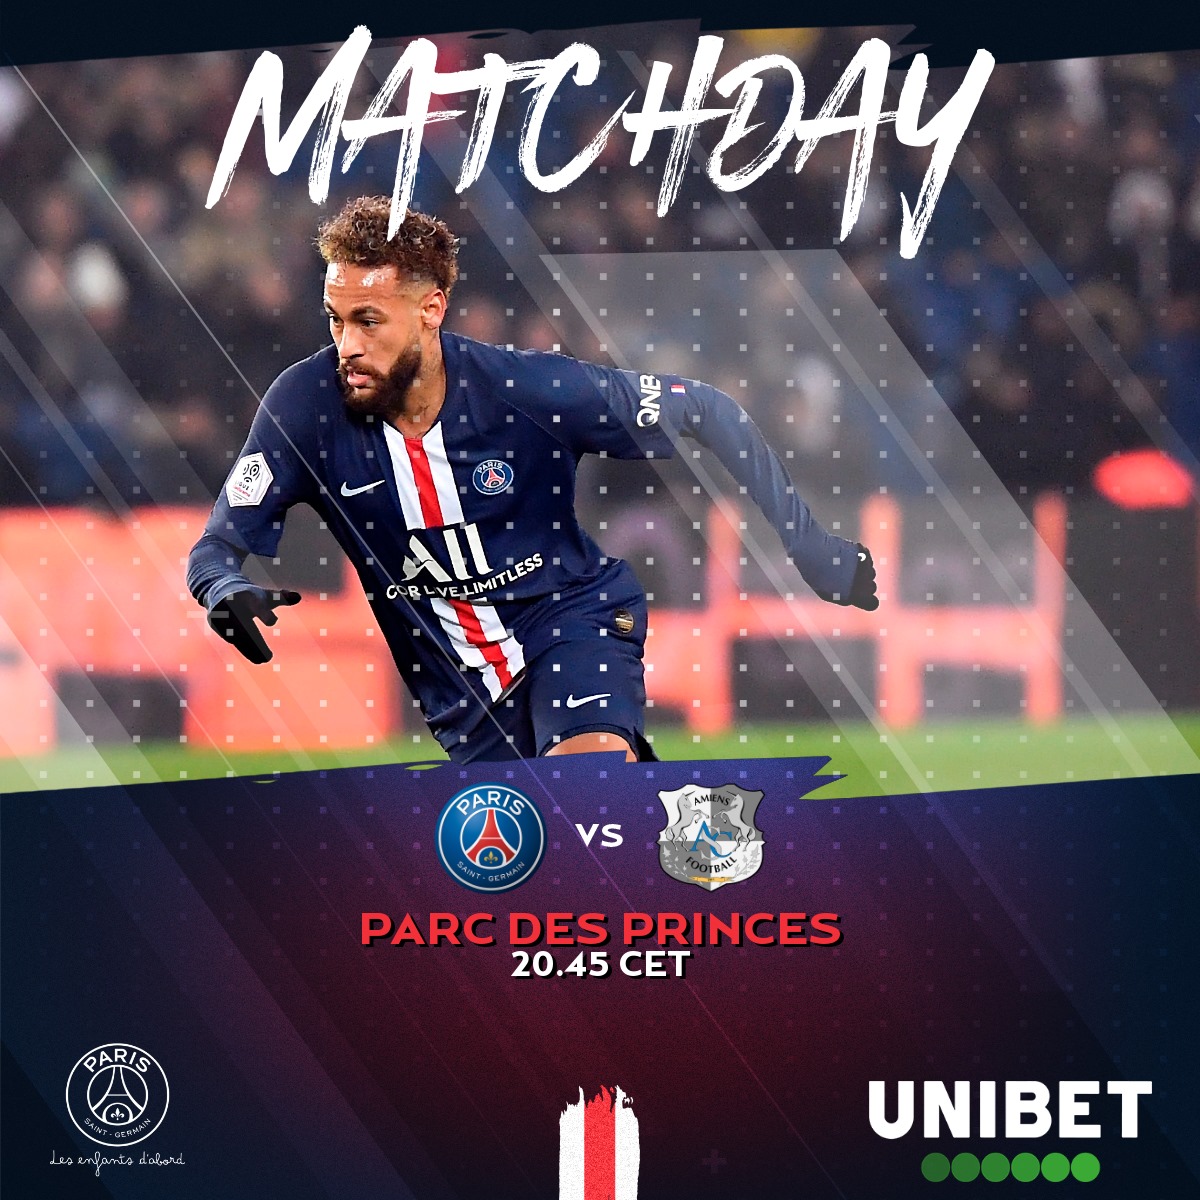 MATCHDAY
QNB
PARIS
All
COR LIVE LIMITLESS
PARIS
SAINT - GERMAIN
VS
AMIENS
FOOTBALL
PARC DES PRINCES
20.45 CET
PARIS
SAINT - GERMAIN
Les enfants d'abord
UNIBET